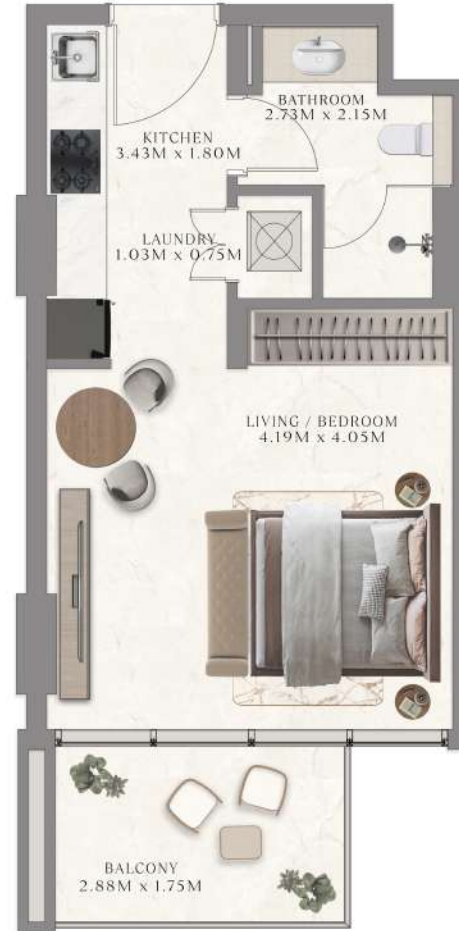 BATHROOM
2.73M x 2.15M
KITCHEN
3.43M x 1.80M
LAUNDRY
1.03M x 0.75M
LIVING / BEDROOM
4.19M x 4.05M
BALCONY
2.88M x 1.75M